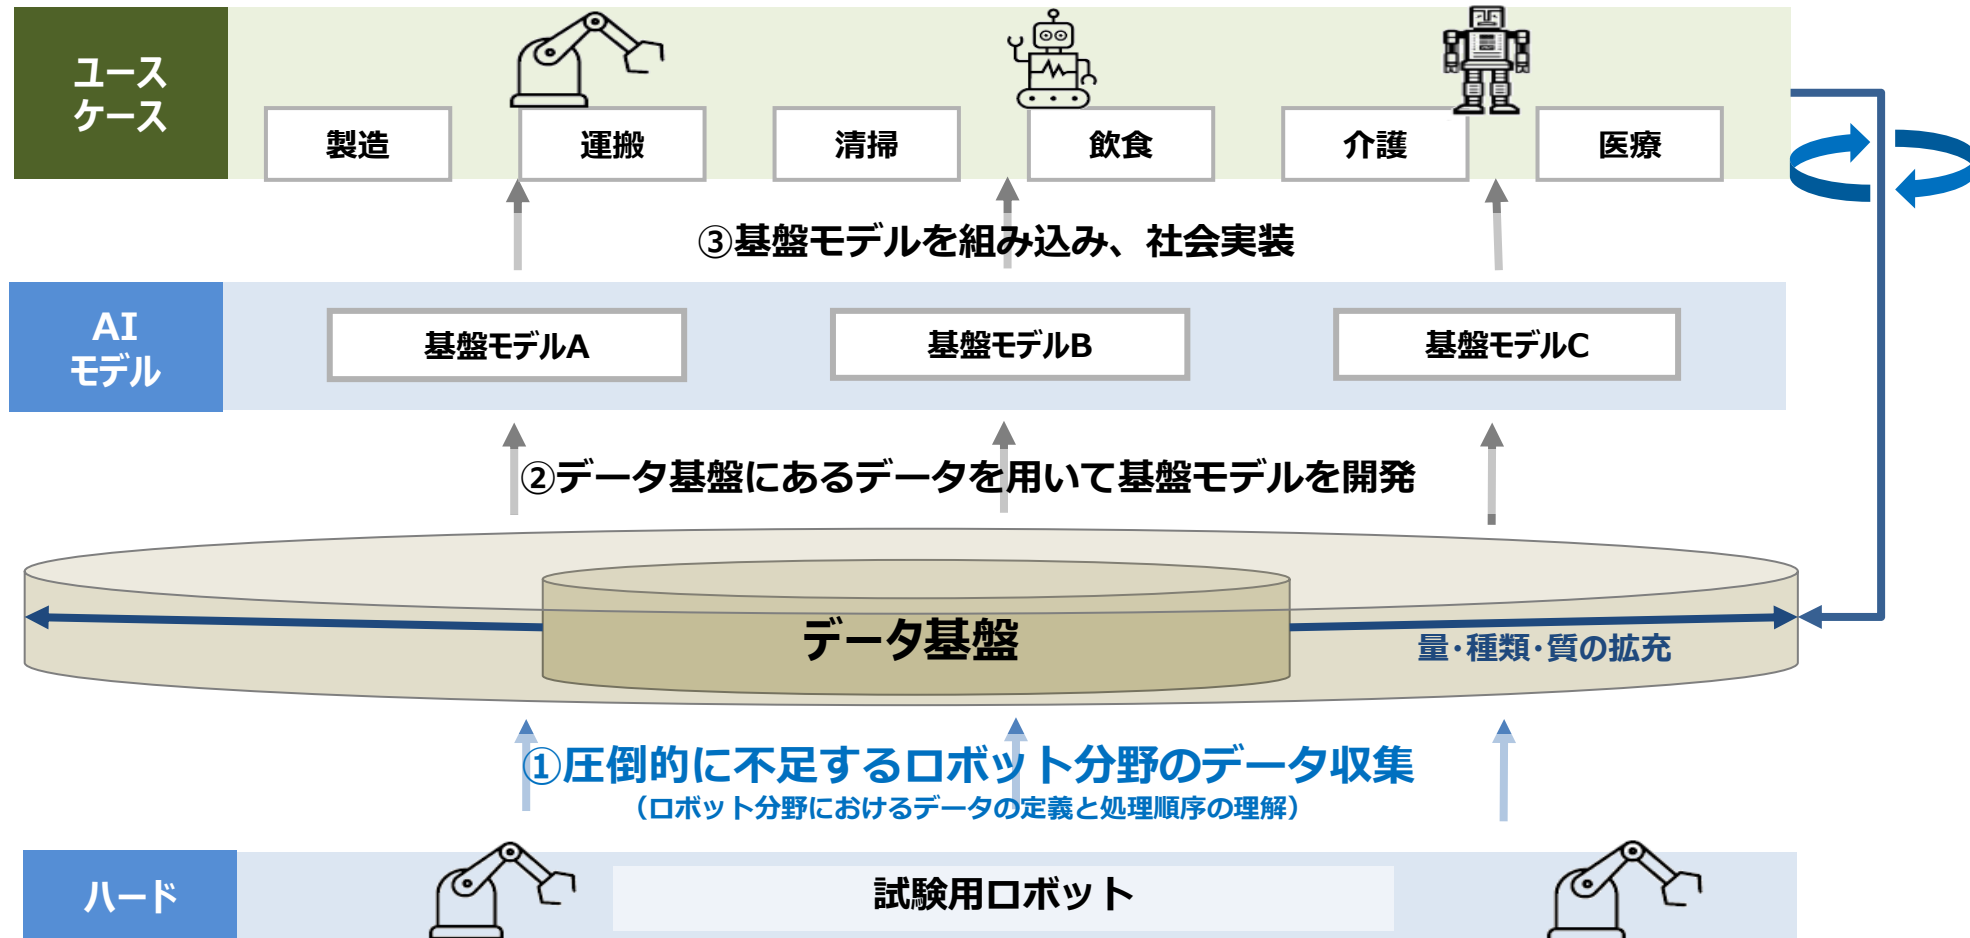 ユース
ケース
製造
運搬
清掃
飲食
介護
医療
③基盤モデルを組み込み、社会実装
AI
モデル
基盤モデルA
基盤モデルB
基盤モデルC
②データ基盤にあるデータを用いて基盤モデルを開発
データ基盤
量・種類・質の拡充
①圧倒的に不足するロボット分野のデータ収集
（ロボット分野におけるデータの定義と処理順序の理解）
ハード
試験用ロボット